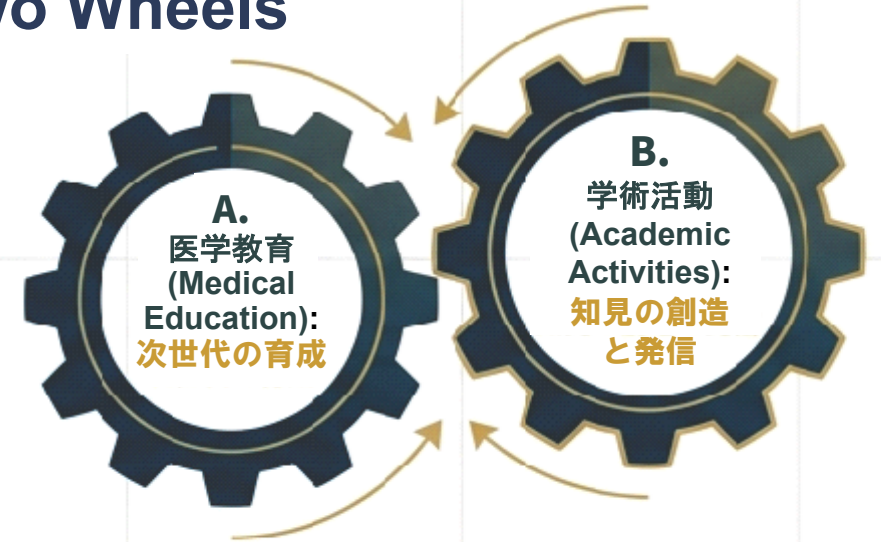 Wheels
A.
医学教育
(Medical
Education):
次世代の育成
B.
学術活動
(Academic
Activities):
知見の創造
と発信